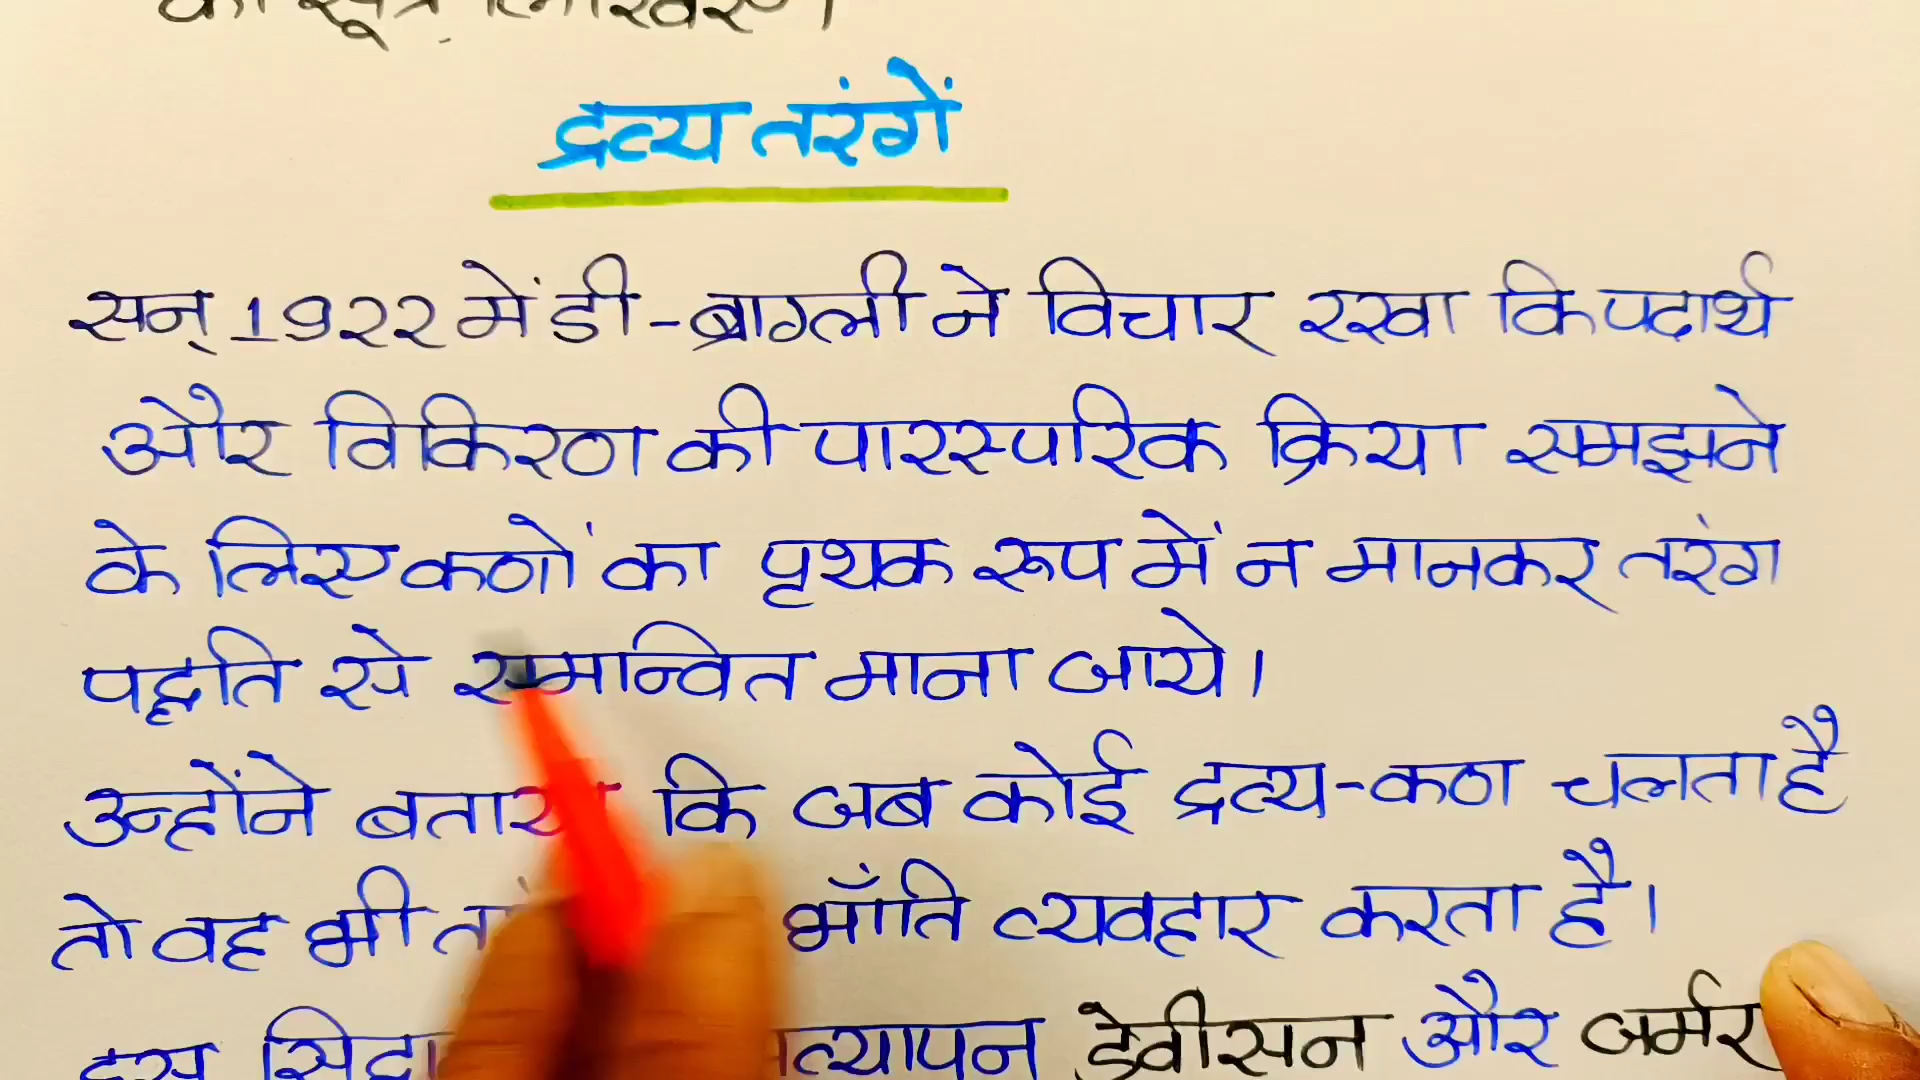 का सूत्र लिखिए।
द्रव्य तरंगें
सन् 1922 में डी-ब्राग्ली ने विचार रखा कि पदार्थ
और विकिरण की पारस्परिक क्रिया समझने
के लिए कणों का पृथक रूप में न मानकर तरंग
पद्धति से समन्वित माना जाये।
उन्होंने बताया कि जब कोई द्रव्य-कण चलता है
तो वह भी भाँति व्यवहार करता है।
इस डेवीसन और जर्मर